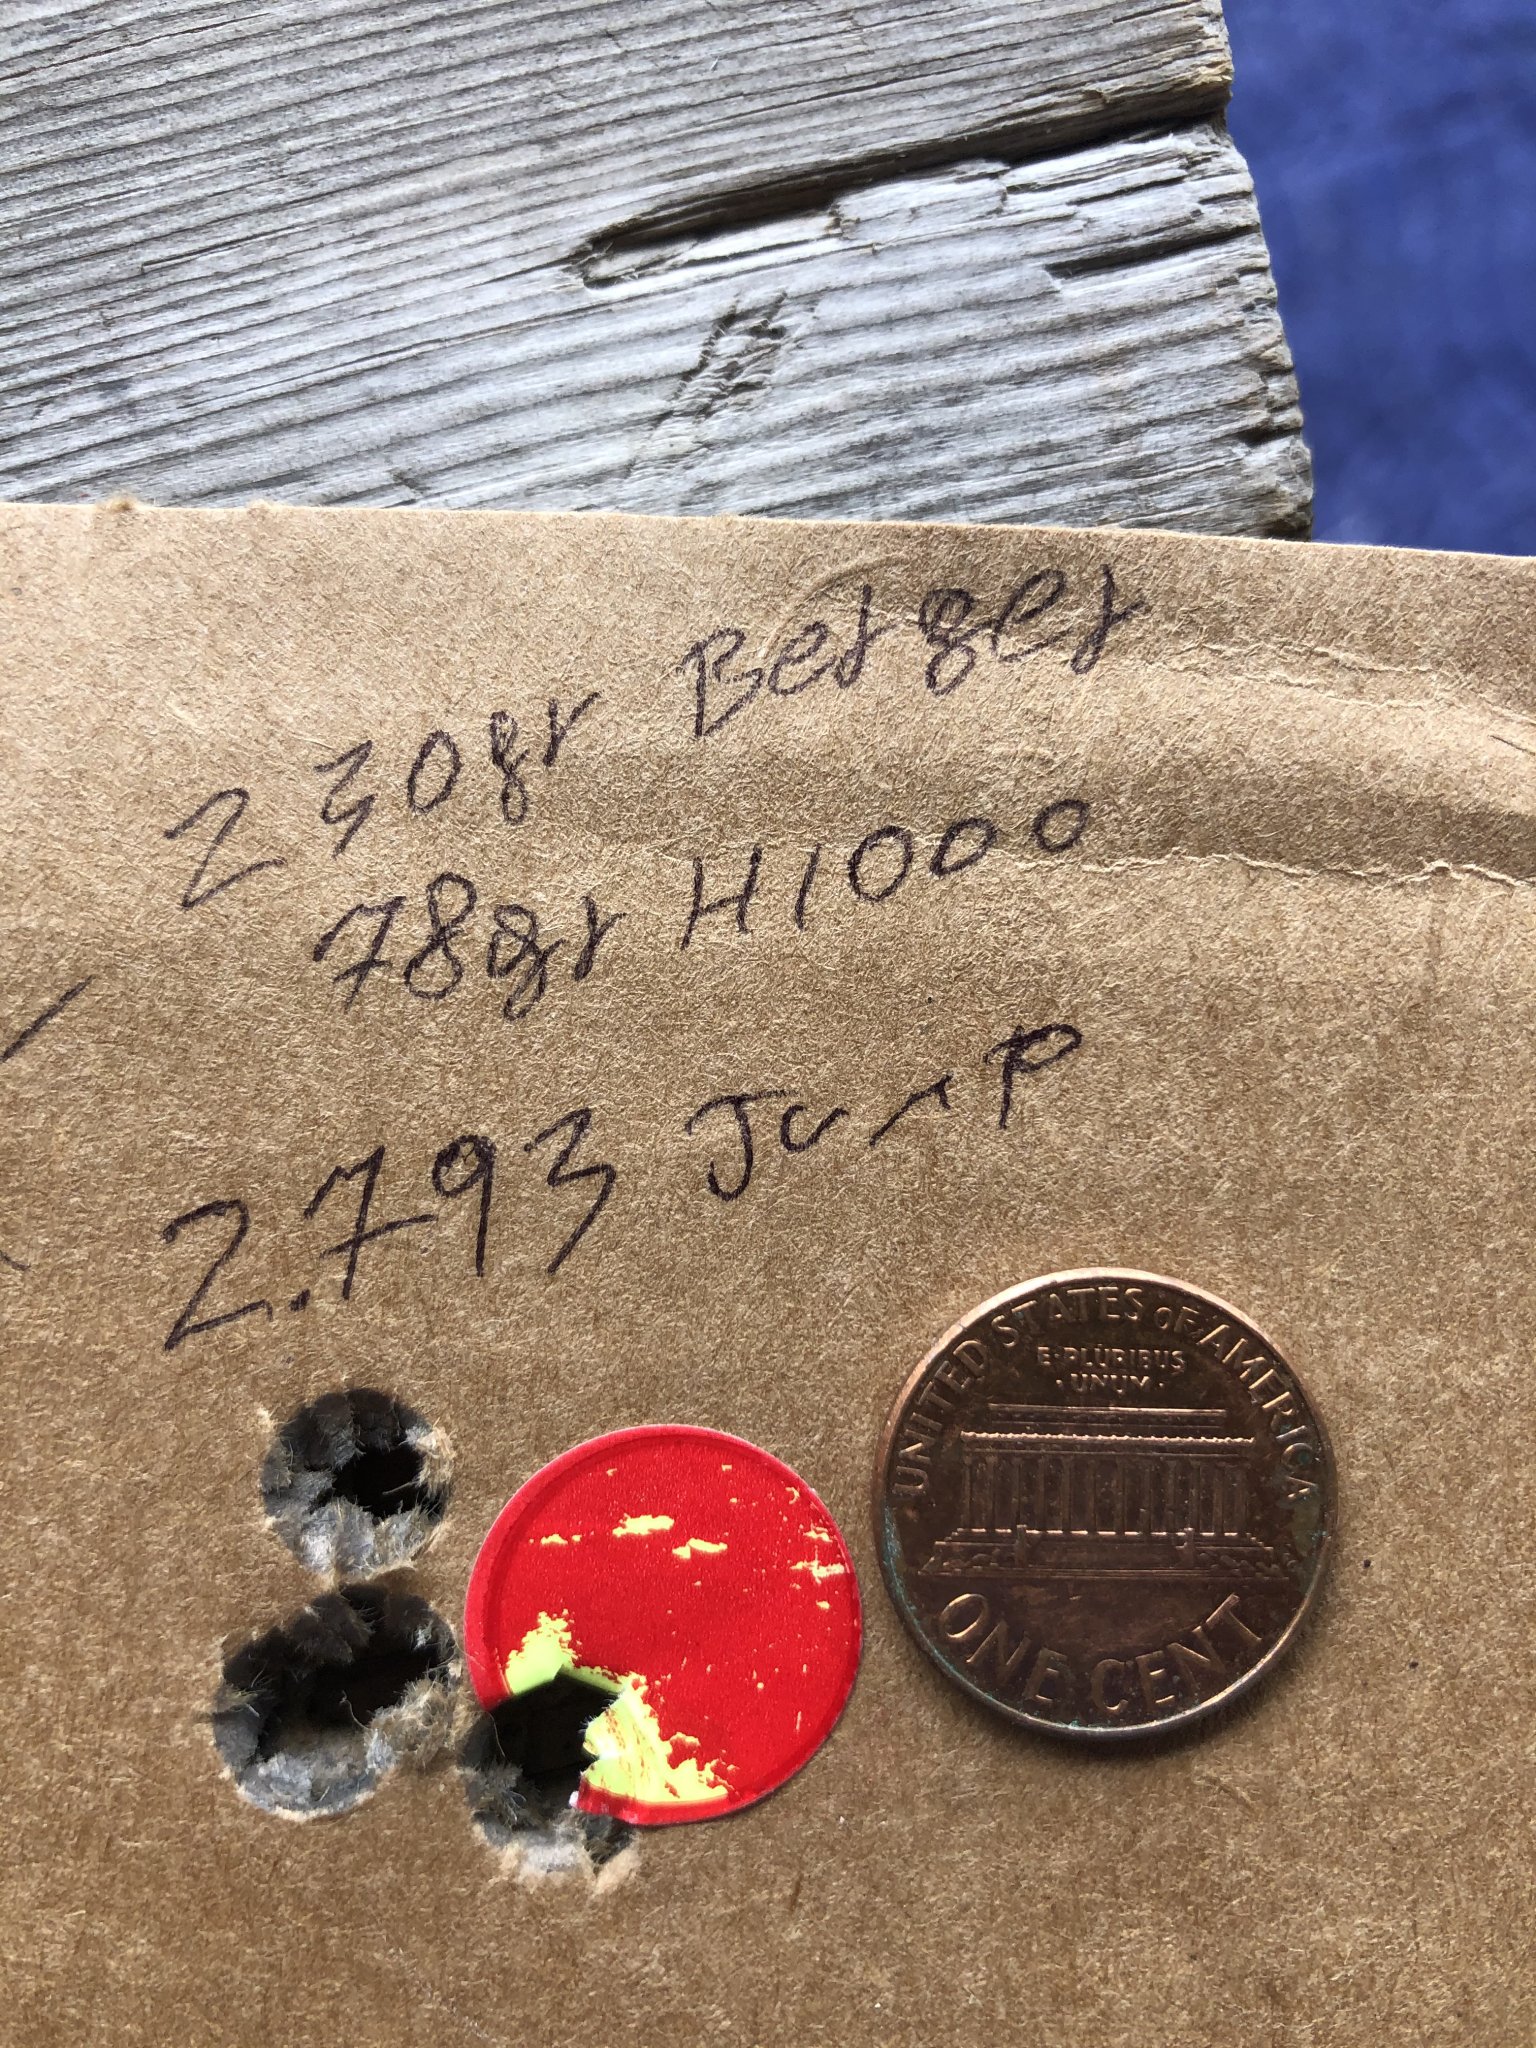 230gr Berger
78gr H1000
2.793 Jump
UNITED STATES OF AMERICA
E·PLURIBUS
·UNUM·
ONE CENT